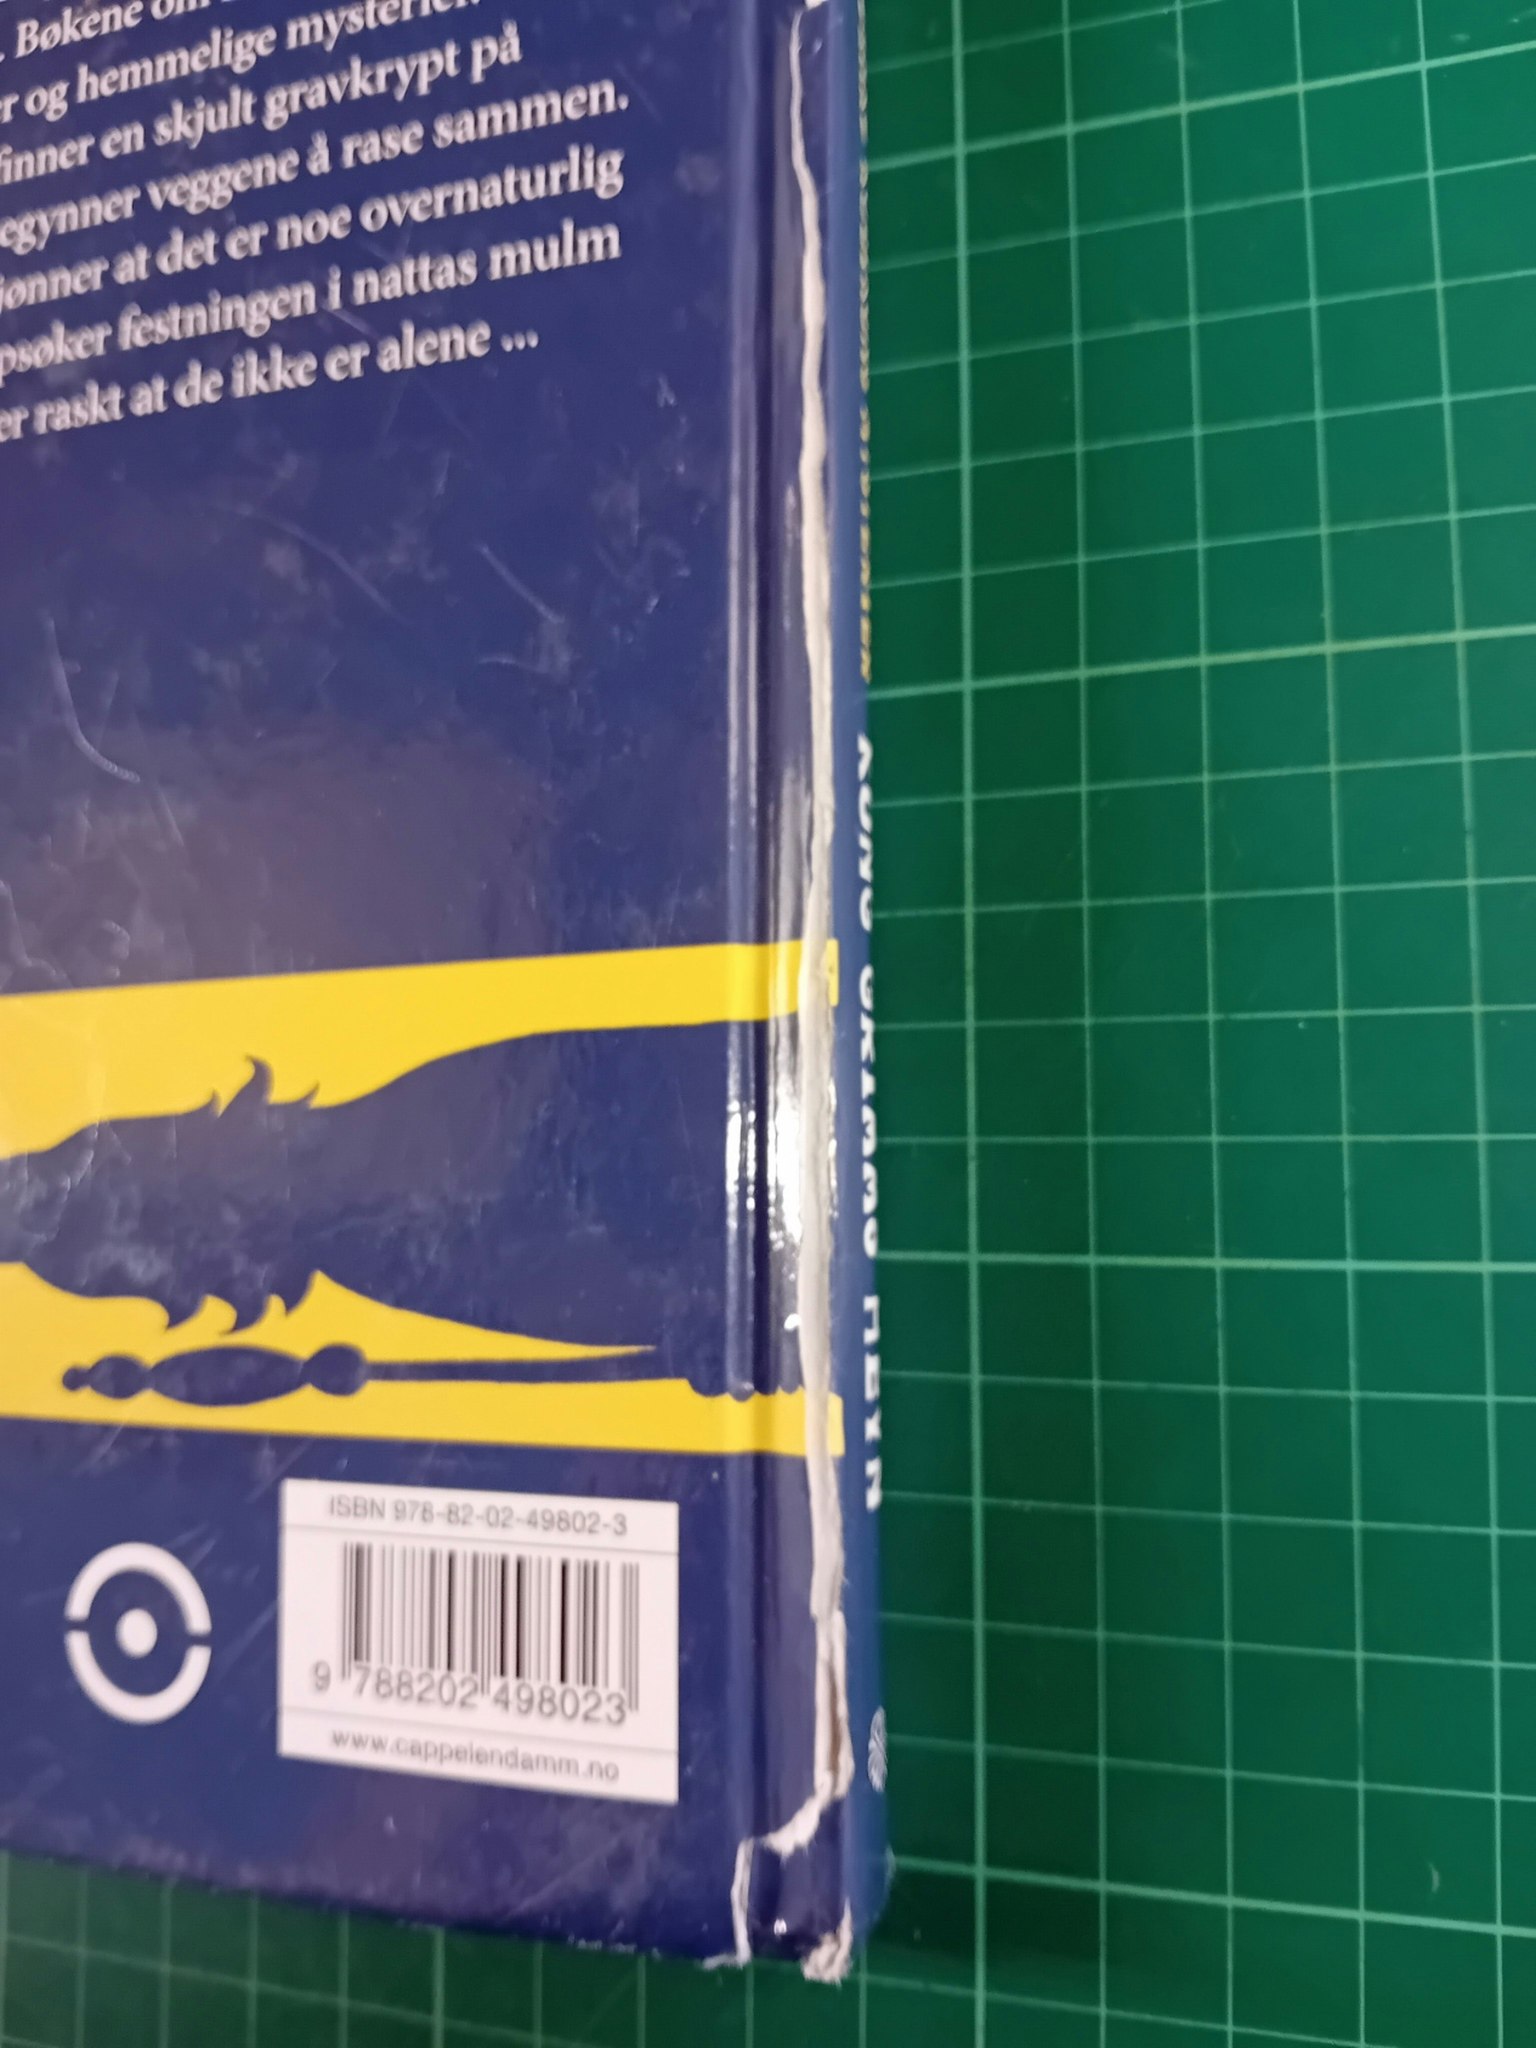 . Bøkene om
er og hemmelige mysterier.
finner en skjult gravkrypt på
egynner veggene å rase sammen.
jønner at det er noe overnaturlig
psøker festningen i nattas mulm
er raskt at de ikke er alene ...
ISBN 978-82-02-49802-3
9 788202 498023
www.cappelendamm.no